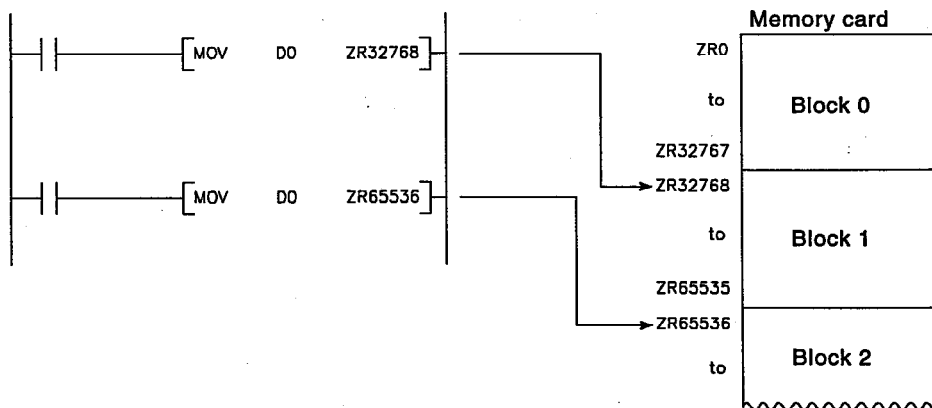 Memory card
MOV D0 ZR32768
ZR0
to
Block 0
ZR32767
ZR32768
MOV D0 ZR65536
to
Block 1
ZR65535
ZR65536
to
Block 2